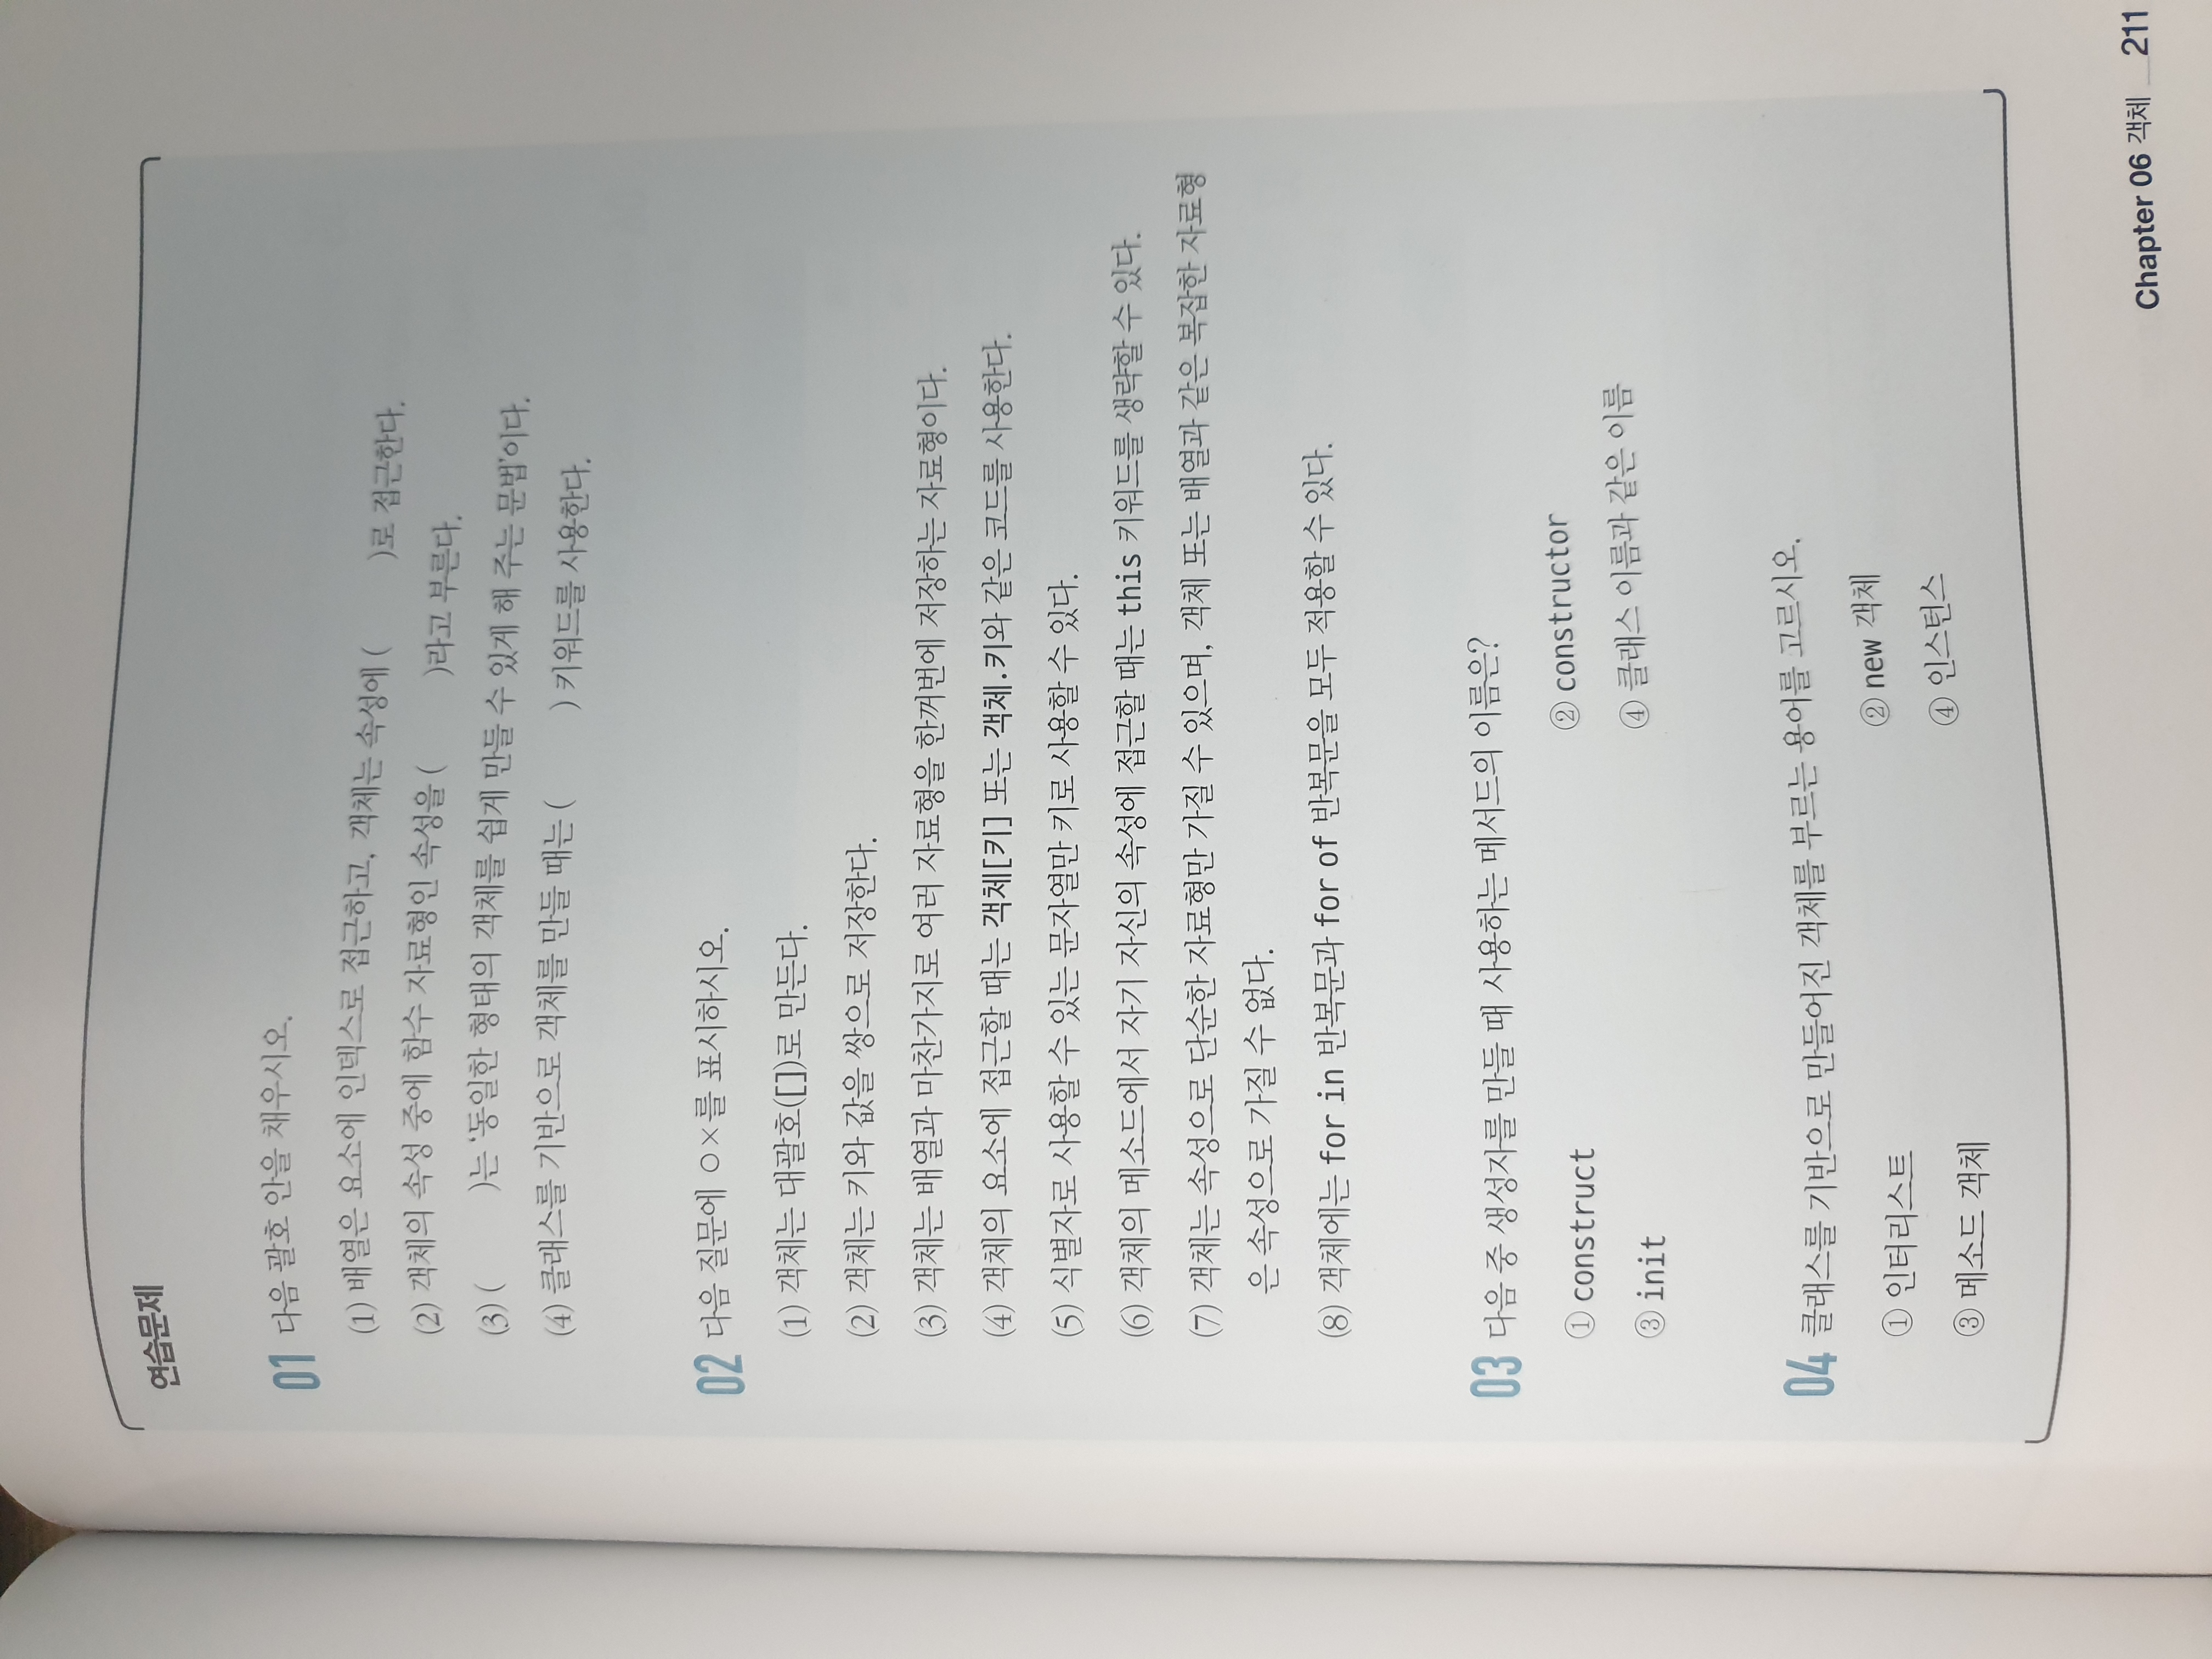 연습문제
01 다음 괄호 안을 채우시오.
(1) 배열은 요소에 인덱스로 접근하고, 객체는 속성에 ( )로 접근한다.
(2) 객체의 속성 중에 함수 자료형인 속성을 ( )라고 부른다.
(3) ( )는 ‘동일한 형태의 객체를 쉽게 만들 수 있게 해 주는 문법’이다.
(4) 클래스를 기반으로 객체를 만들 때는 ( ) 키워드를 사용한다.
02 다음 질문에 ○×를 표시하시오.
(1) 객체는 대괄호([])로 만든다.
(2) 객체는 키와 값을 쌍으로 저장한다.
(3) 객체는 배열과 마찬가지로 여러 자료형을 한꺼번에 저장하는 자료형이다.
(4) 객체의 요소에 접근할 때는 객체[키] 또는 객체.키와 같은 코드를 사용한다.
(5) 식별자로 사용할 수 있는 문자열만 키로 사용할 수 있다.
(6) 객체의 메소드에서 자기 자신의 속성에 접근할 때는 this 키워드를 생략할 수 있다.
(7) 객체는 속성으로 단순한 자료형만 가질 수 있으며, 객체 또는 배열과 같은 복잡한 자료형
은 속성으로 가질 수 없다.
(8) 객체에는 for in 반복문과 for of 반복문을 모두 적용할 수 있다.
03 다음 중 생성자를 만들 때 사용하는 메서드의 이름은?
① construct ② constructor
③ init ④ 클래스 이름과 같은 이름
04 클래스를 기반으로 만들어진 객체를 부르는 용어를 고르시오.
① 인터리스트 ② new 객체
③ 메소드 객체 ④ 인스턴스
Chapter 06 객체 211